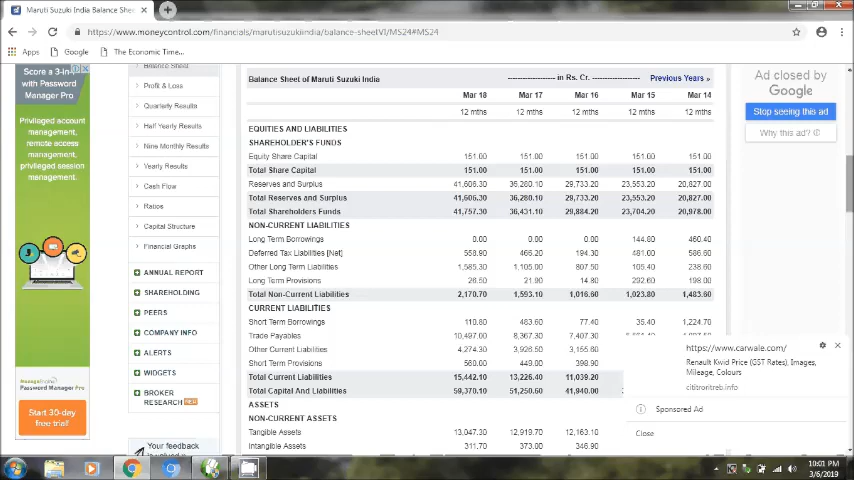 Maruti Suzuki India Balance Shee
https://www.moneycontrol.com/financials/marutisuzukiindia/balance-sheetVI/MS24#MS24
Apps Google The Economic Time...
Score a 3-in
with Password
Manager Pro
Privileged account
management,
remote access
management,
privileged session
management.
ManageEngine
Password Manager Pro
Start 30-day
free trial!
Balance Sheet
Profit & Loss
Quarterly Results
Half Yearly Results
Nine Monthly Results
Yearly Results
Cash Flow
Ratios
Capital Structure
Financial Graphs
ANNUAL REPORT
SHAREHOLDING
PEERS
COMPANY INFO
ALERTS
WIDGETS
BROKER
RESEARCH
Your feedback
Balance Sheet of Maruti Suzuki India ------------------- in Rs. Cr. ------------------- Previous Years »
Mar 18 Mar 17 Mar 16 Mar 15 Mar 14
12 mths 12 mths 12 mths 12 mths 12 mths
EQUITIES AND LIABILITIES
SHAREHOLDER'S FUNDS
Equity Share Capital 151.00 151.00 151.00 151.00 151.00
Total Share Capital 151.00 151.00 151.00 151.00 151.00
Reserves and Surplus 41,606.30 36,280.10 29,733.20 23,553.20 20,827.00
Total Reserves and Surplus 41,606.30 36,280.10 29,733.20 23,553.20 20,827.00
Total Shareholders Funds 41,757.30 36,431.10 29,884.20 23,704.20 20,978.00
NON-CURRENT LIABILITIES
Long Term Borrowings 0.00 0.00 0.00 144.80 460.40
Deferred Tax Liabilities [Net] 558.90 466.20 194.30 481.00 586.60
Other Long Term Liabilities 1,585.30 1,105.00 807.50 105.40 238.60
Long Term Provisions 26.50 21.90 14.80 292.60 198.00
Total Non-Current Liabilities 2,170.70 1,593.10 1,016.60 1,023.80 1,483.60
CURRENT LIABILITIES
Short Term Borrowings 110.80 483.60 77.40 35.40 1,224.70
Trade Payables 10,497.00 8,367.30 7,407.30
Other Current Liabilities 4,274.30 3,926.50 3,155.60
Short Term Provisions 560.00 449.00 398.90
Total Current Liabilities 15,442.10 13,226.40 11,039.20
Total Capital And Liabilities 59,370.10 51,250.60 41,940.00
ASSETS
NON-CURRENT ASSETS
Tangible Assets 13,047.30 12,919.70 12,163.10
Intangible Assets 311.70 373.00 346.90
Ad closed by
Google
Stop seeing this ad
Why this ad?
https://www.carwale.com/
Renault Kwid Price (GST Rates), Images,
Mileage, Colours
cititroritreb.info
Sponsored Ad
Close
10:01 PM
3/6/2019